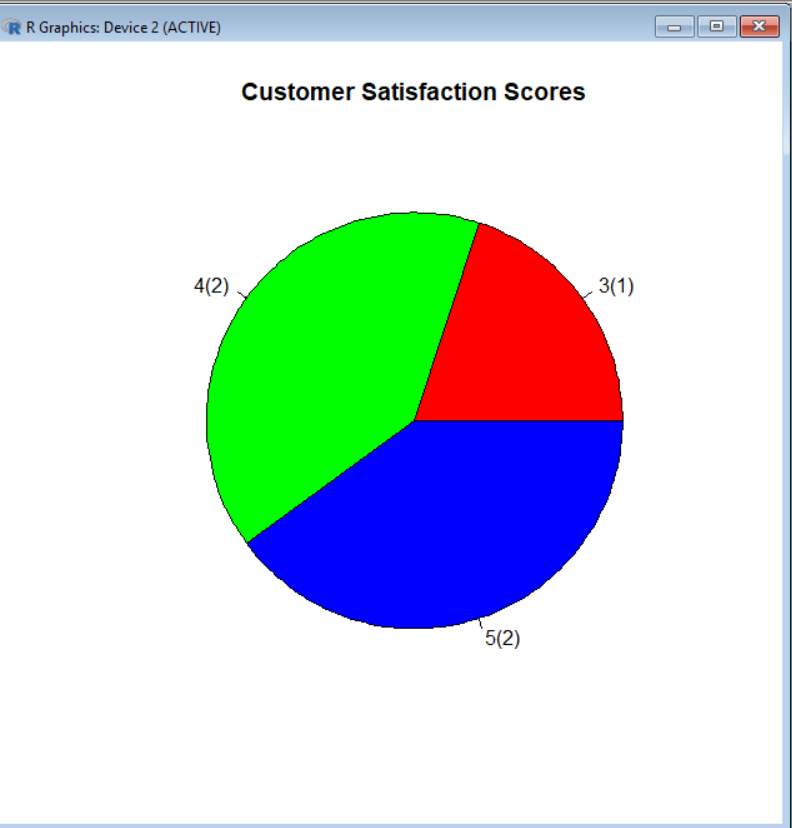 R Graphics: Device 2 (ACTIVE)
Customer Satisfaction Scores
4(2)
3(1)
5(2)